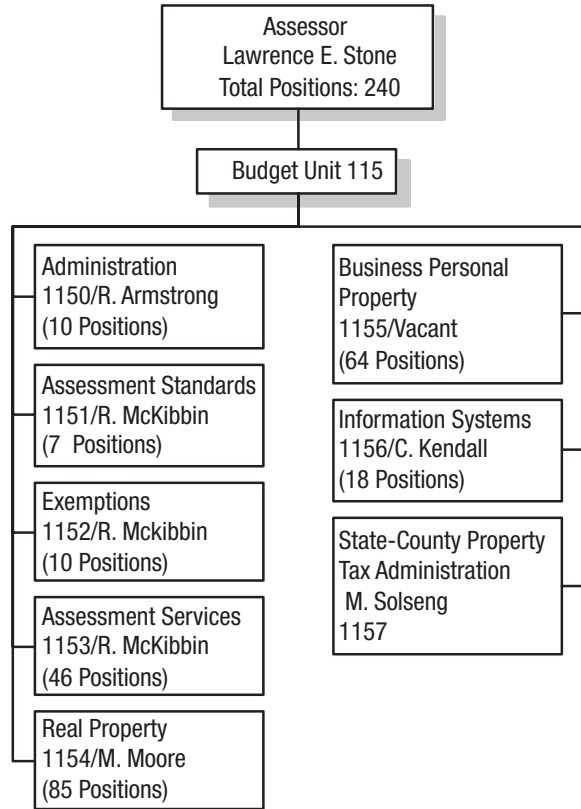 Assessor
Lawrence E. Stone
Total Positions: 240
Budget Unit 115
Administration
1150/R. Armstrong
(10 Positions)
Assessment Standards
1151/R. McKibbin
(7 Positions)
Exemptions
1152/R. Mckibbin
(10 Positions)
Assessment Services
1153/R. McKibbin
(46 Positions)
Real Property
1154/M. Moore
(85 Positions)
Business Personal
Property
1155/Vacant
(64 Positions)
Information Systems
1156/C. Kendall
(18 Positions)
State-County Property
Tax Administration
M. Solseng
1157